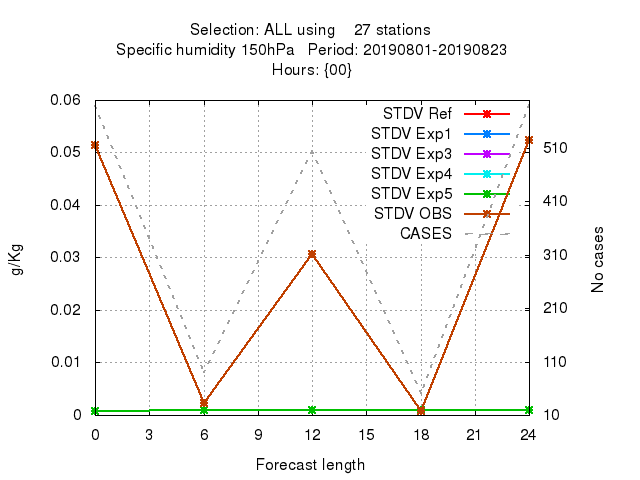 Selection: ALL using    27 stations
Specific humidity 150hPa   Period: 20190801-20190823
Hours: {00}
STDV Ref
STDV Exp1
STDV Exp3
STDV Exp4
STDV Exp5
STDV OBS
CASES
0.06
0.05
0.04
0.03
0.02
0.01
0
g/Kg
510
410
310
210
110
10
No cases
0 3 6 9 12 15 18 21 24
Forecast length